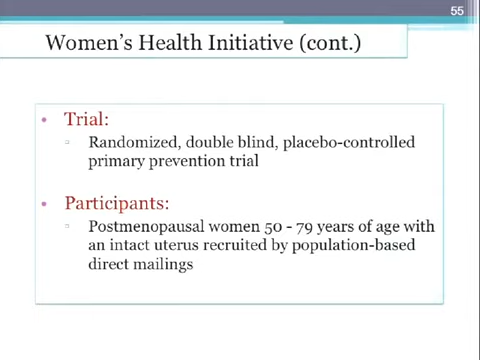 55
Women's Health Initiative (cont.)
• Trial:
▫ Randomized, double blind, placebo-controlled
primary prevention trial
• Participants:
▫ Postmenopausal women 50 - 79 years of age with
an intact uterus recruited by population-based
direct mailings